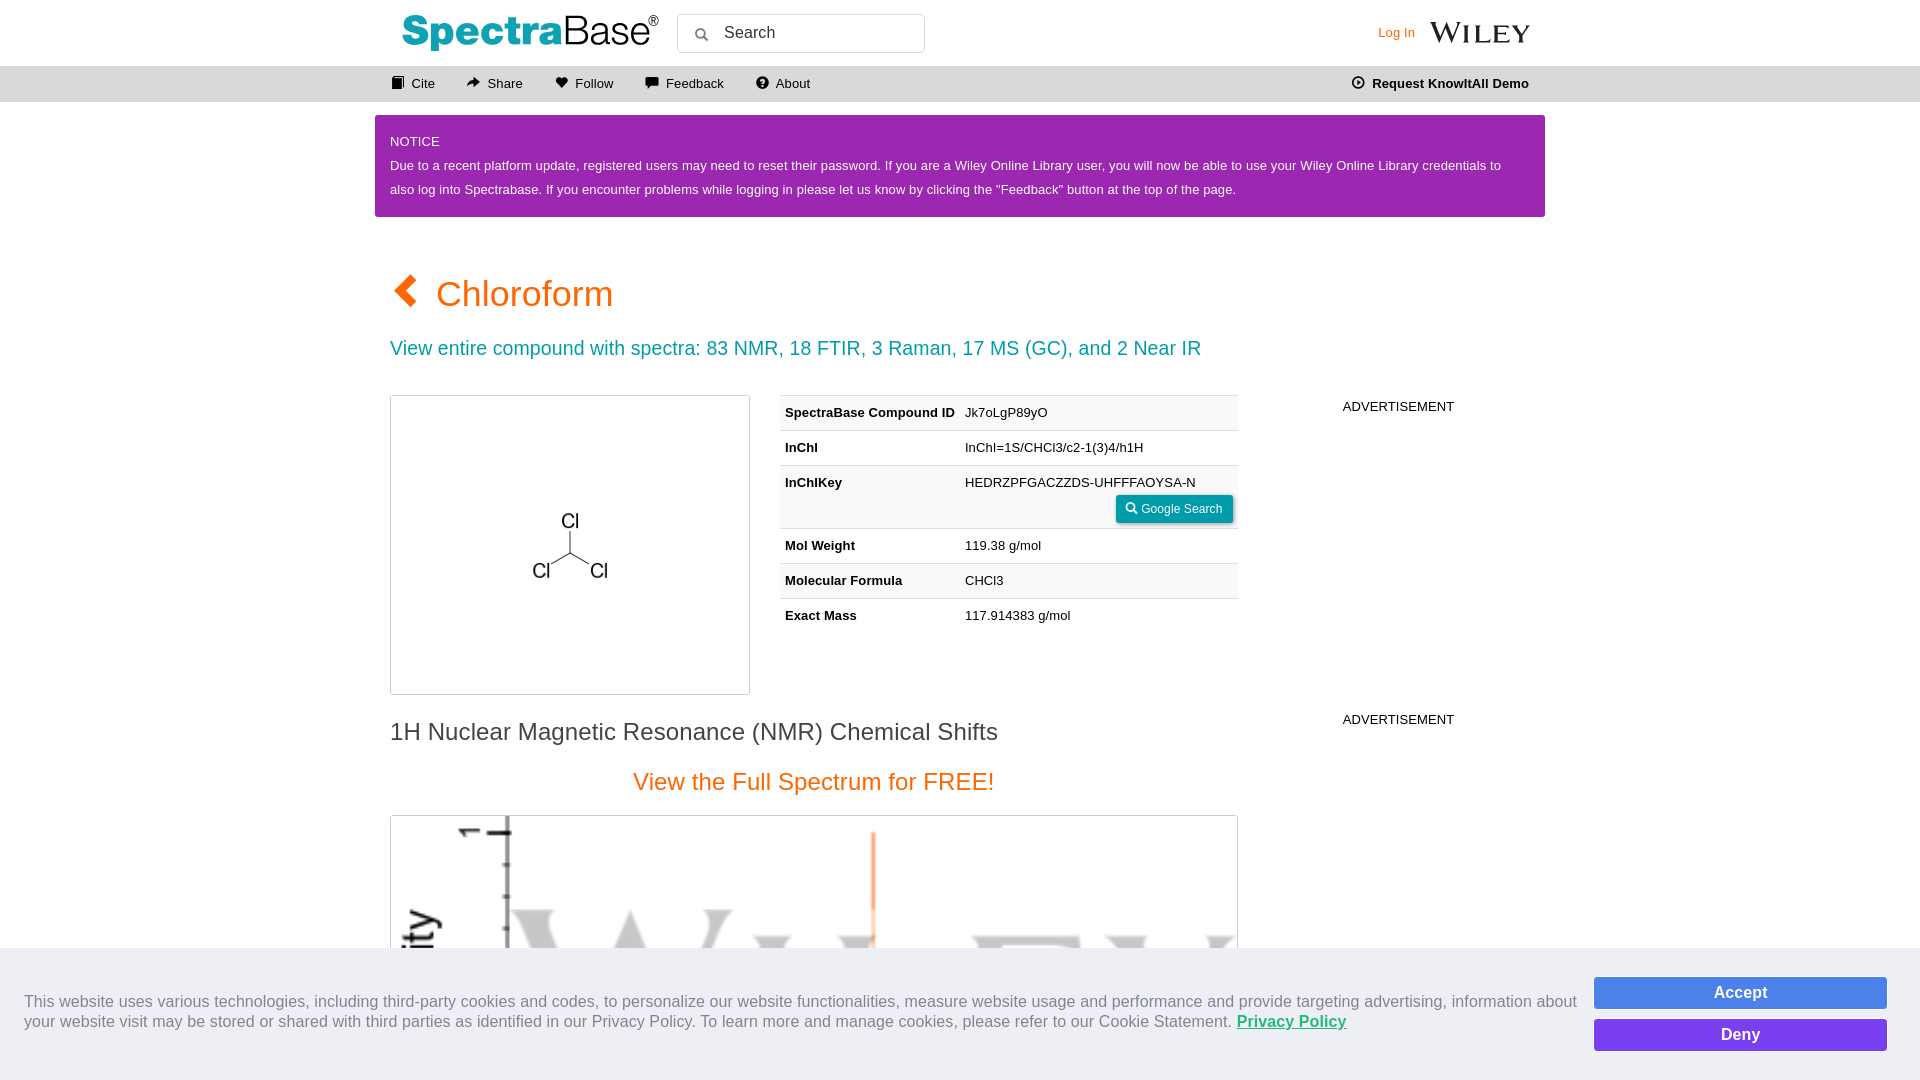 SpectraBase®
Search
Log In
WILEY
Cite
Share
Follow
Feedback
About
Request KnowItAll Demo
NOTICE
Due to a recent platform update, registered users may need to reset their password. If you are a Wiley Online Library user, you will now be able to use your Wiley Online Library credentials to
also log into Spectrabase. If you encounter problems while logging in please let us know by clicking the "Feedback" button at the top of the page.
Chloroform
View entire compound with spectra: 83 NMR, 18 FTIR, 3 Raman, 17 MS (GC), and 2 Near IR
Cl
Cl
Cl
SpectraBase Compound ID Jk7oLgP89yO
InChI InChI=1S/CHCl3/c2-1(3)4/h1H
InChIKey HEDRZPFGACZZDS-UHFFFAOYSA-N
Google Search
Mol Weight 119.38 g/mol
Molecular Formula CHCl3
Exact Mass 117.914383 g/mol
ADVERTISEMENT
1H Nuclear Magnetic Resonance (NMR) Chemical Shifts
ADVERTISEMENT
View the Full Spectrum for FREE!
1
ity
This website uses various technologies, including third-party cookies and codes, to personalize our website functionalities, measure website usage and performance and provide targeting advertising, information about
your website visit may be stored or shared with third parties as identified in our Privacy Policy. To learn more and manage cookies, please refer to our Cookie Statement. Privacy Policy
Accept
Deny